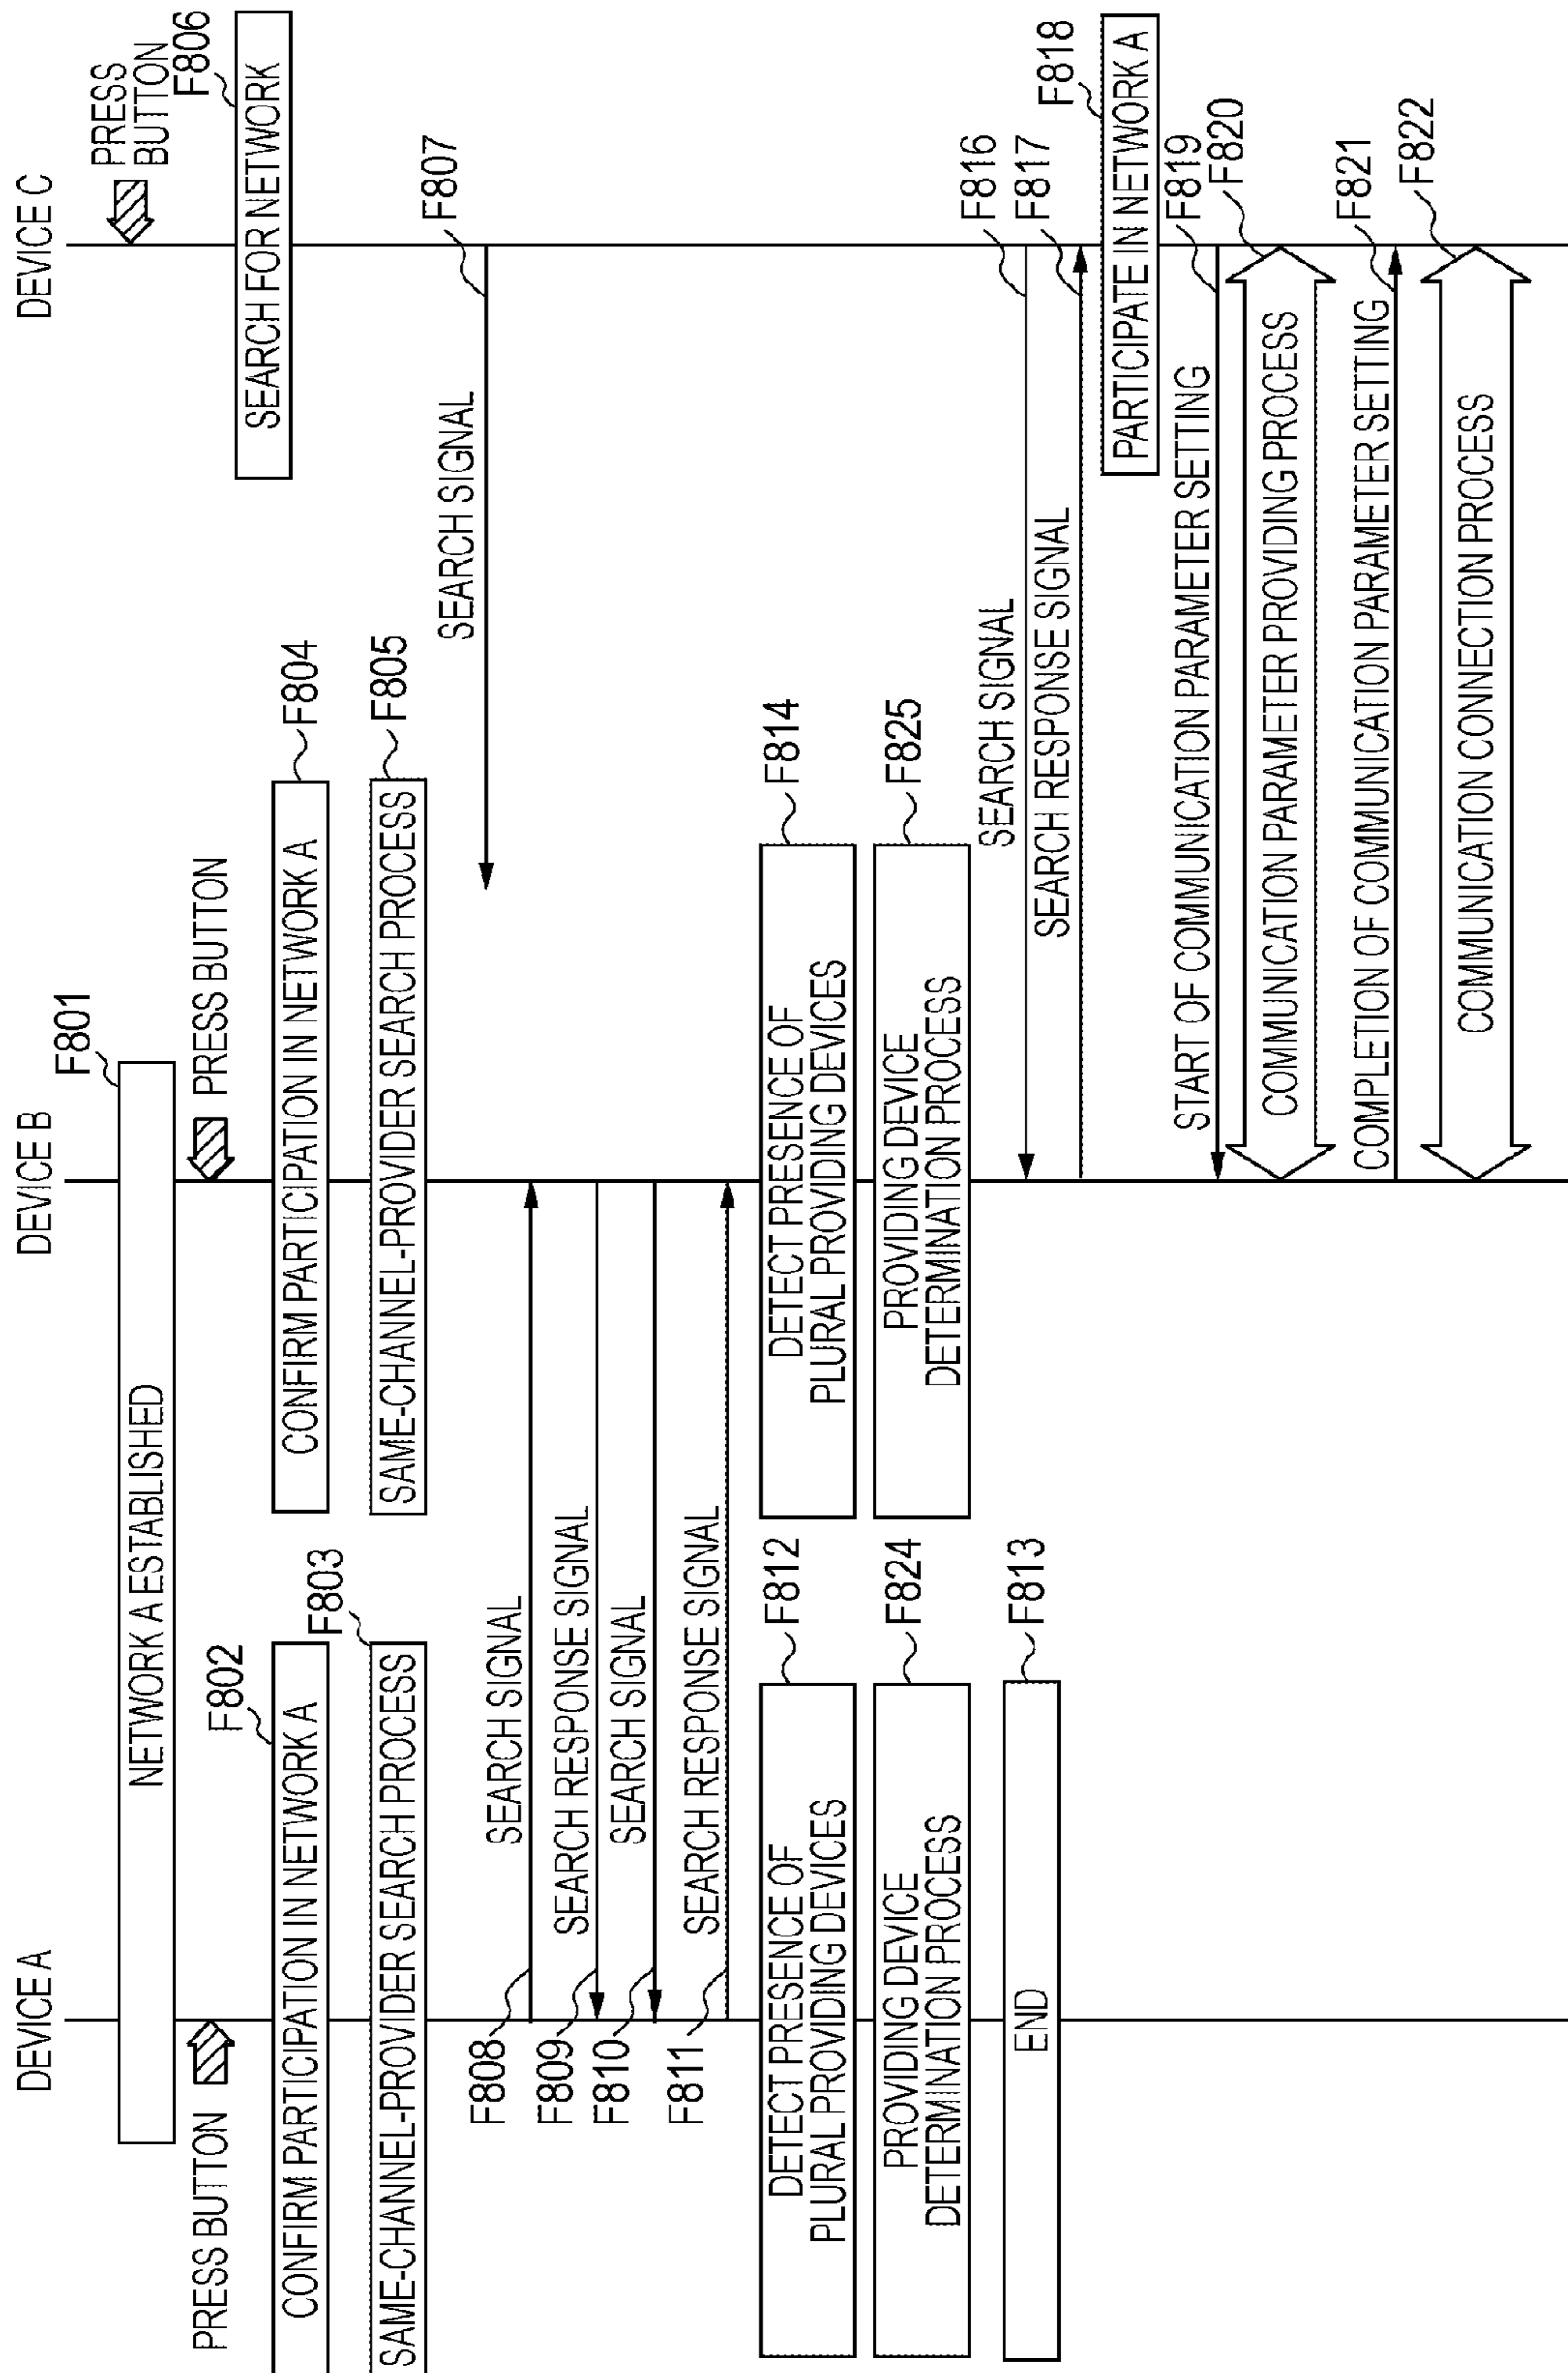 DEVICE A
DEVICE B
DEVICE C
F801
NETWORK A ESTABLISHED
PRESS BUTTON
PRESS BUTTON
PRESS
BUTTON
F802
CONFIRM PARTICIPATION IN NETWORK A
F804
CONFIRM PARTICIPATION IN NETWORK A
F806
SEARCH FOR NETWORK
F803
SAME-CHANNEL-PROVIDER SEARCH PROCESS
F805
SAME-CHANNEL-PROVIDER SEARCH PROCESS
F807
SEARCH SIGNAL
F808
SEARCH SIGNAL
F809
SEARCH RESPONSE SIGNAL
F810
SEARCH SIGNAL
F811
SEARCH RESPONSE SIGNAL
F812
DETECT PRESENCE OF
PLURAL PROVIDING DEVICES
F814
DETECT PRESENCE OF
PLURAL PROVIDING DEVICES
F824
PROVIDING DEVICE
DETERMINATION PROCESS
F825
PROVIDING DEVICE
DETERMINATION PROCESS
F813
END
F816
SEARCH SIGNAL
F817
SEARCH RESPONSE SIGNAL
F818
PARTICIPATE IN NETWORK A
F819
START OF COMMUNICATION PARAMETER SETTING
F820
COMMUNICATION PARAMETER PROVIDING PROCESS
F821
COMPLETION OF COMMUNICATION PARAMETER SETTING
F822
COMMUNICATION CONNECTION PROCESS